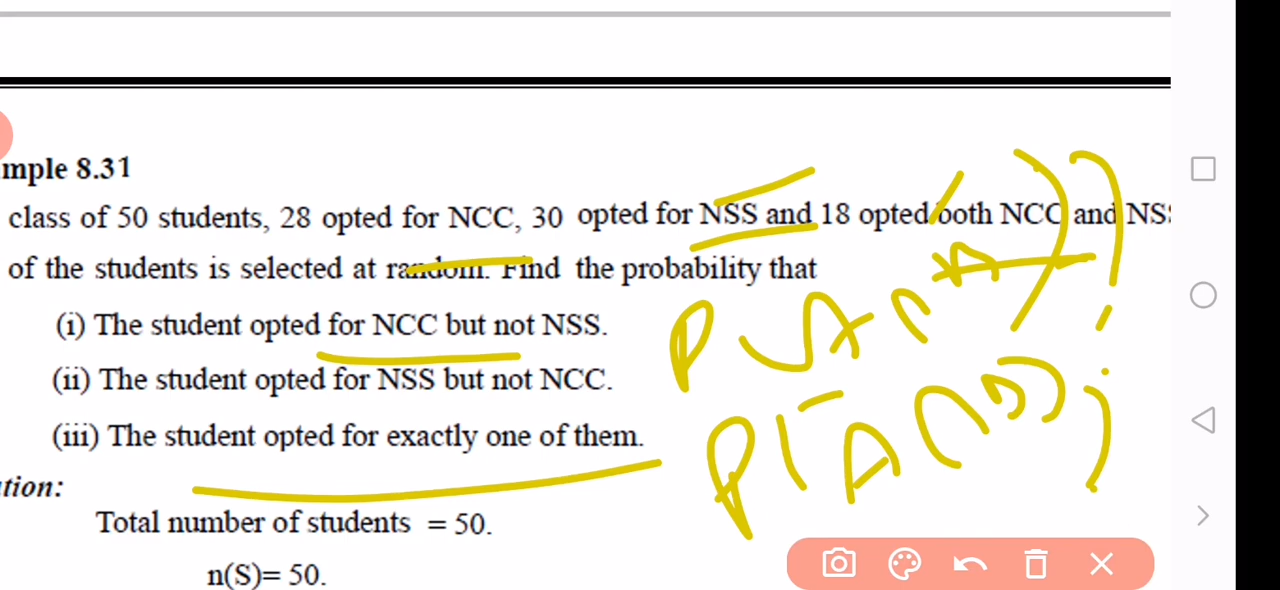 mple 8.31
class of 50 students, 28 opted for NCC, 30 opted for NSS and 18 opted both NCC and NSS
of the students is selected at random. Find the probability that
(i) The student opted for NCC but not NSS.
(ii) The student opted for NSS but not NCC.
(iii) The student opted for exactly one of them.
tion:
Total number of students = 50.
n(S)= 50.